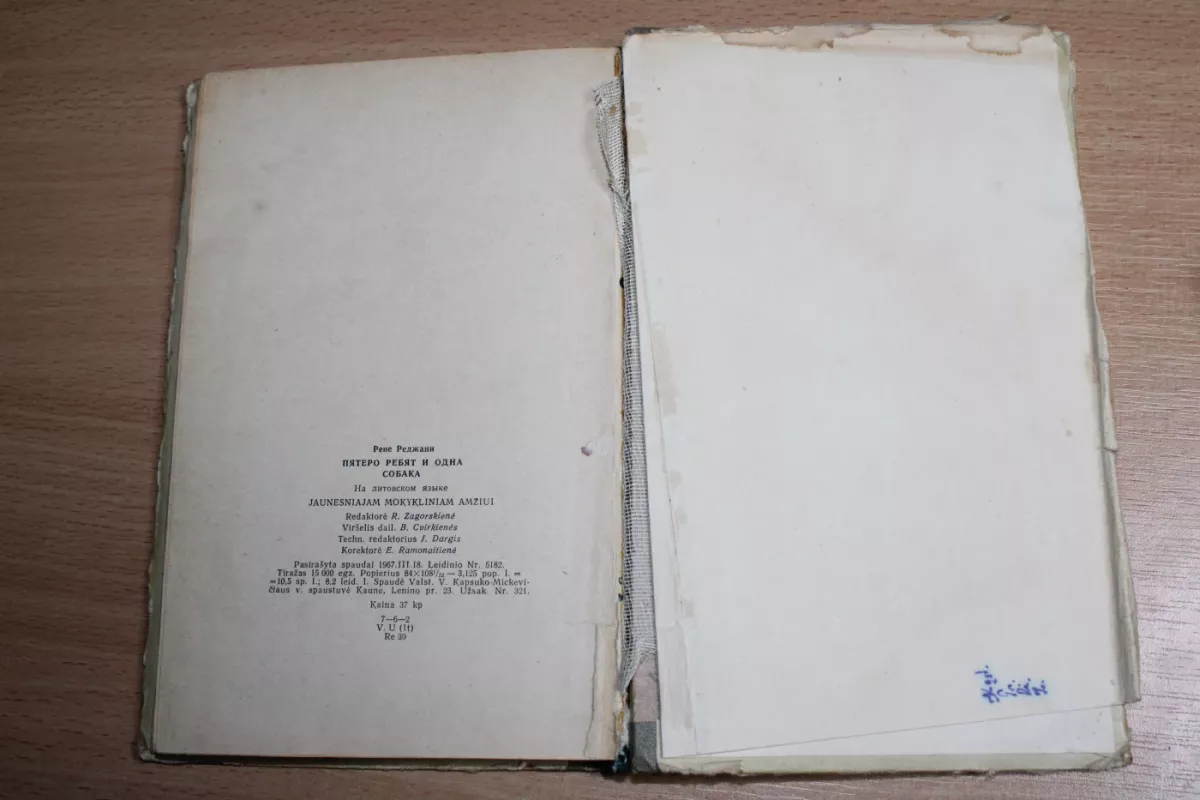 Рене Реджани
ПЯТЕРО РЕБЯТ И ОДНА
СОБАКА
На литовском языке
JAUNESNIAJAM MOKYKLINIAM AMŽIUI
Redaktorė R. Zagorskienė
Viršelis dail. B. Cvirkienės
Techn. redaktorius J. Dargis
Korektorė E. Ramonaitienė
Pasirašyta spaudai 1967.III.18. Leidinio Nr. 5182.
Tiražas 15 000 egz. Popierius 84×108¹/₃₂ — 3,125 pop. l. =
=10,5 sp. l.; 8,2 leid. l. Spaudė Valst. V. Kapsuko-Mickevi-
čiaus v. spaustuvė Kaune, Lenino pr. 23. Užsak. Nr. 321.
Kaina 37 kp
7—6—2
V. U (It)
Re 39